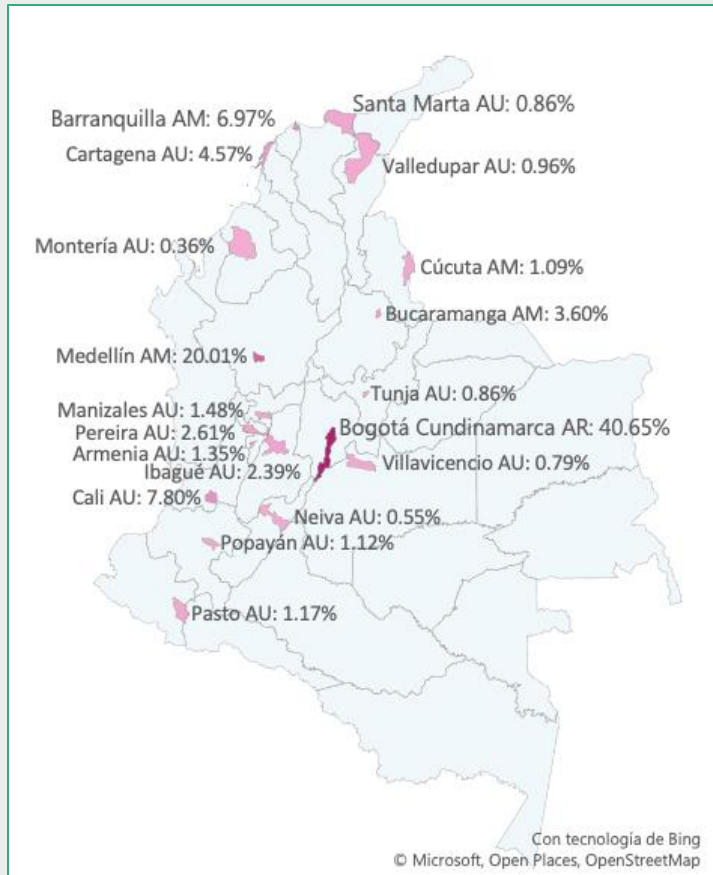 Santa Marta AU: 0.86%
Barranquilla AM: 6.97%
Cartagena AU: 4.57%
Valledupar AU: 0.96%
Montería AU: 0.36%
Cúcuta AM: 1.09%
Bucaramanga AM: 3.60%
Medellín AM: 20.01%
Tunja AU: 0.86%
Manizales AU: 1.48%
Bogotá Cundinamarca AR: 40.65%
Pereira AU: 2.61%
Armenia AU: 1.35%
Villavicencio AU: 0.79%
Ibagué AU: 2.39%
Cali AU: 7.80%
Neiva AU: 0.55%
Popayán AU: 1.12%
Pasto AU: 1.17%
Con tecnología de Bing
© Microsoft, Open Places, OpenStreetMap